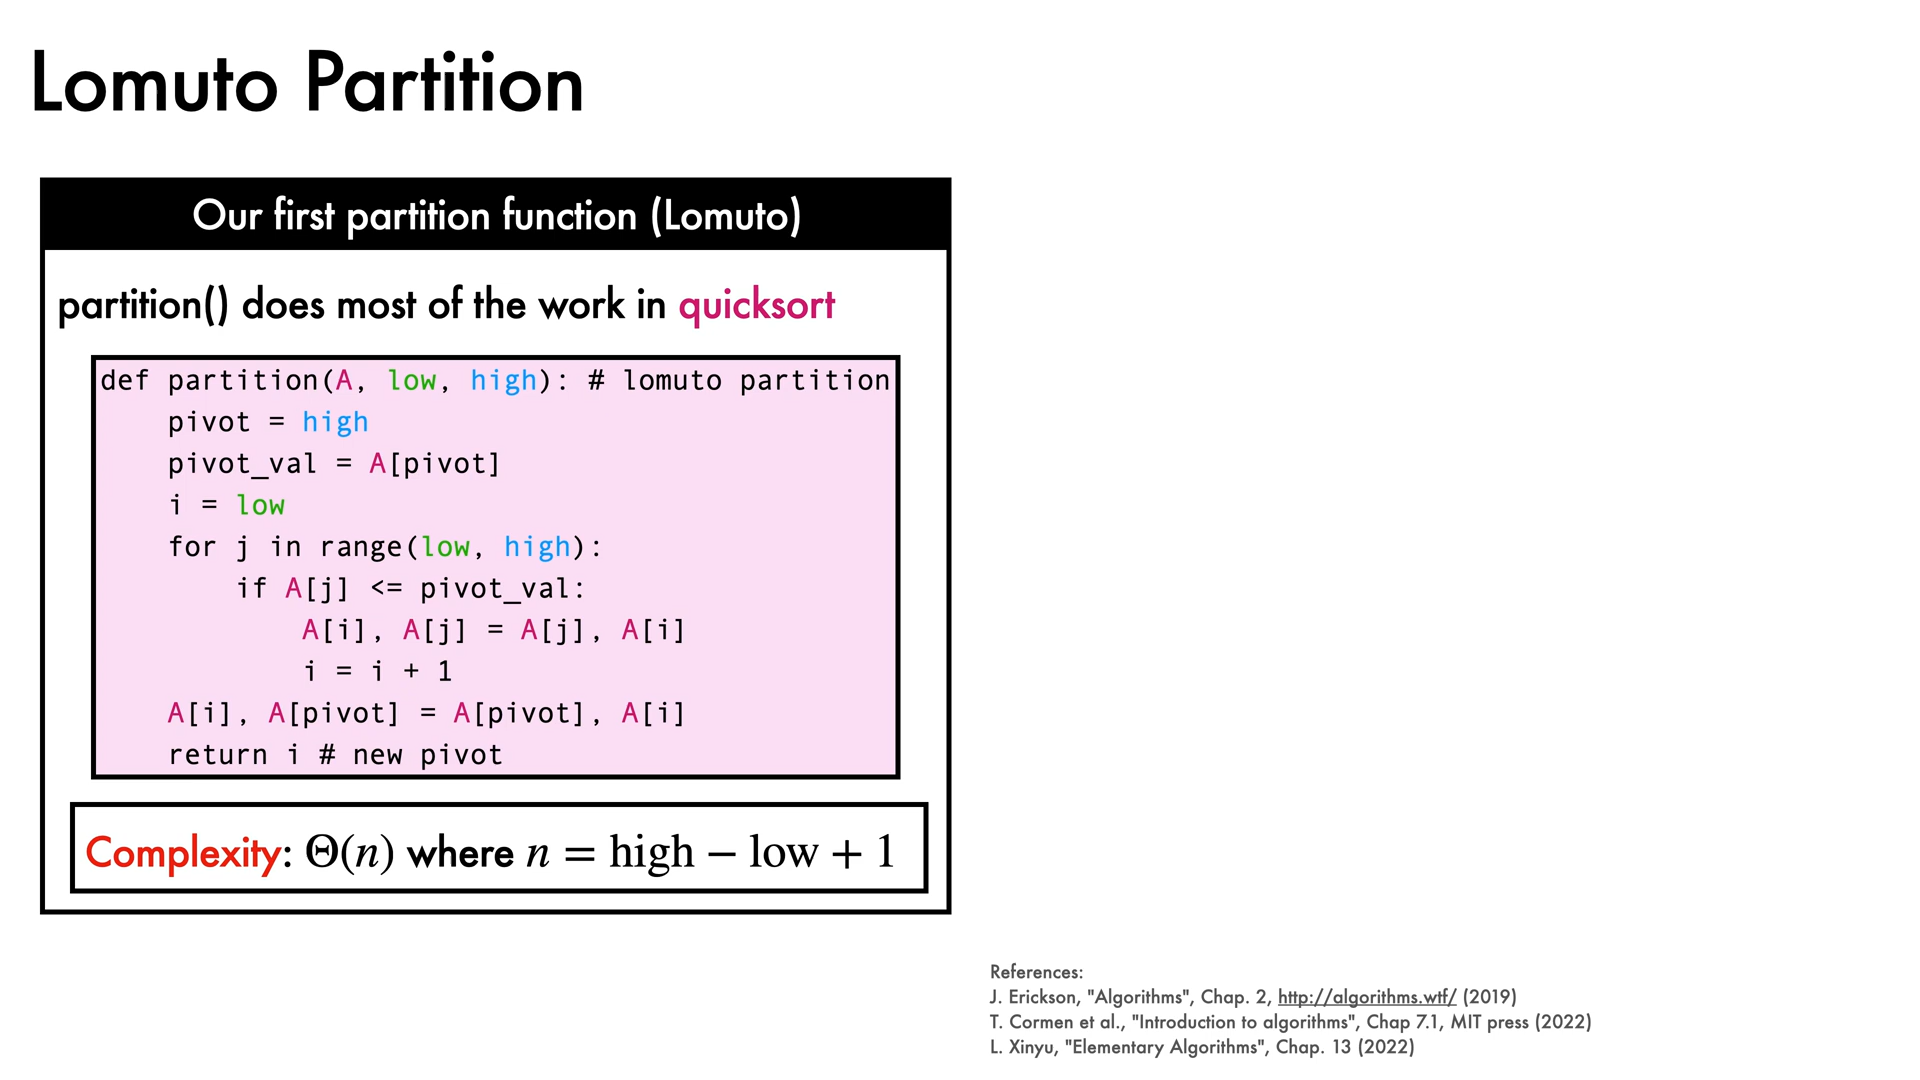 Lomuto Partition
Our first partition function (Lomuto)
partition() does most of the work in quicksort
def partition(A, low, high): # lomuto partition
    pivot = high
    pivot_val = A[pivot]
    i = low
    for j in range(low, high):
        if A[j] <= pivot_val:
            A[i], A[j] = A[j], A[i]
            i = i + 1
    A[i], A[pivot] = A[pivot], A[i]
    return i # new pivot
Complexity: Θ(n) where n = high − low + 1
References:
J. Erickson, "Algorithms", Chap. 2, http://algorithms.wtf/ (2019)
T. Cormen et al., "Introduction to algorithms", Chap 7.1, MIT press (2022)
L. Xinyu, "Elementary Algorithms", Chap. 13 (2022)